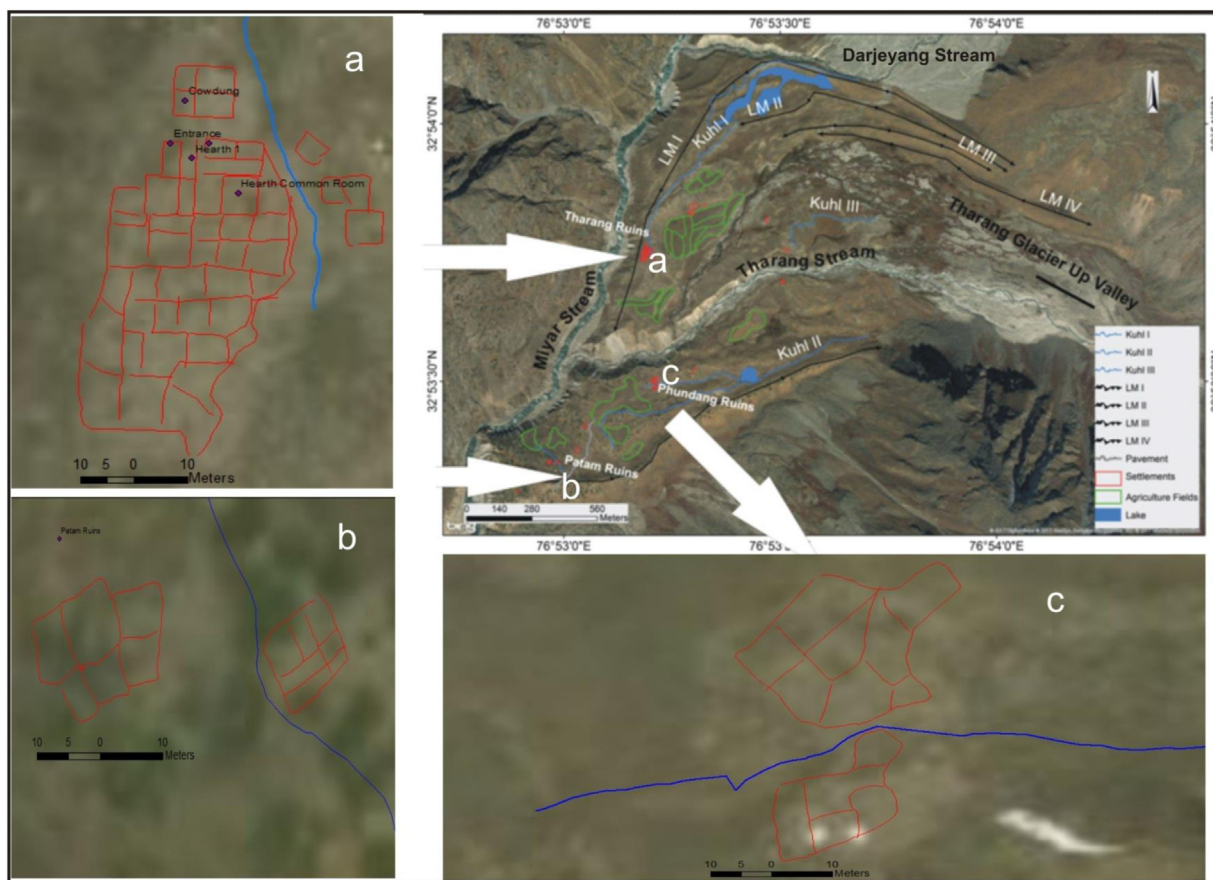 a
Cowdung
Entrance
Hearth 1
Hearth Common Room
10 5 0 10
Meters
b
Patam Ruins
10 5 0 10
Meters
76°53'0"E
76°53'30"E
76°54'0"E
32°54'0"N
32°53'30"N
Darjeyang Stream
LM I
Kuhl I
LM II
LM III
LM IV
Kuhl III
Tharang Ruins
a
Tharang Stream
Tharang Glacier Up Valley
Miyar Stream
Kuhl II
c
Phundang Ruins
Patam Ruins
b
0 140 280 560
Meters
Kuhl I
Kuhl II
Kuhl III
LM I
LM II
LM III
LM IV
Pavement
Settlements
Agriculture Fields
Lake
76°53'0"E
76°53'30"E
76°54'0"E
c
10 5 0 10
Meters